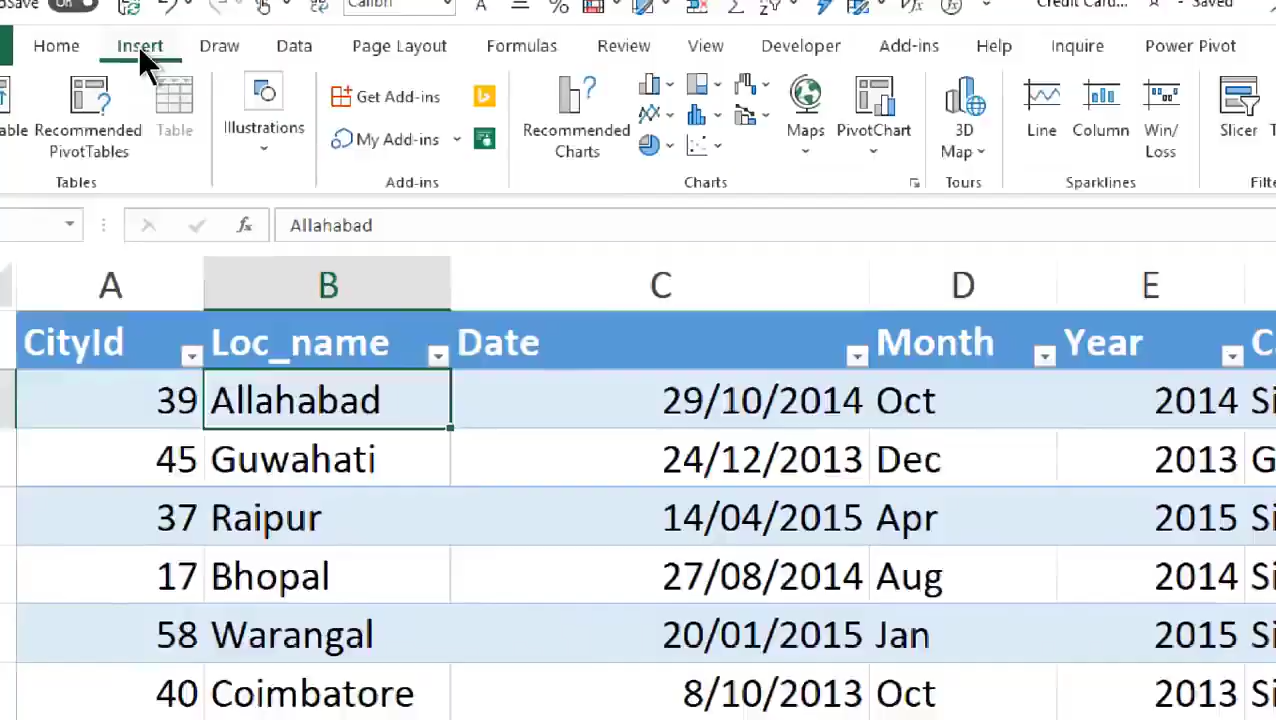 Save On Calibri Credit Card... Saved
Home Insert Draw Data Page Layout Formulas Review View Developer Add-ins Help Inquire Power Pivot
Recommended PivotTables
Table
Illustrations
Get Add-ins
My Add-ins
Recommended Charts
Maps
PivotChart
3D Map
Line
Column
Win/ Loss
Slicer
Tables Add-ins Charts Tours Sparklines
fx Allahabad
A B C D E
CityId Loc_name Date Month Year
39 Allahabad 29/10/2014 Oct 2014 Si
45 Guwahati 24/12/2013 Dec 2013 G
37 Raipur 14/04/2015 Apr 2015 Si
17 Bhopal 27/08/2014 Aug 2014 Si
58 Warangal 20/01/2015 Jan 2015 Si
40 Coimbatore 8/10/2013 Oct 2013 Si